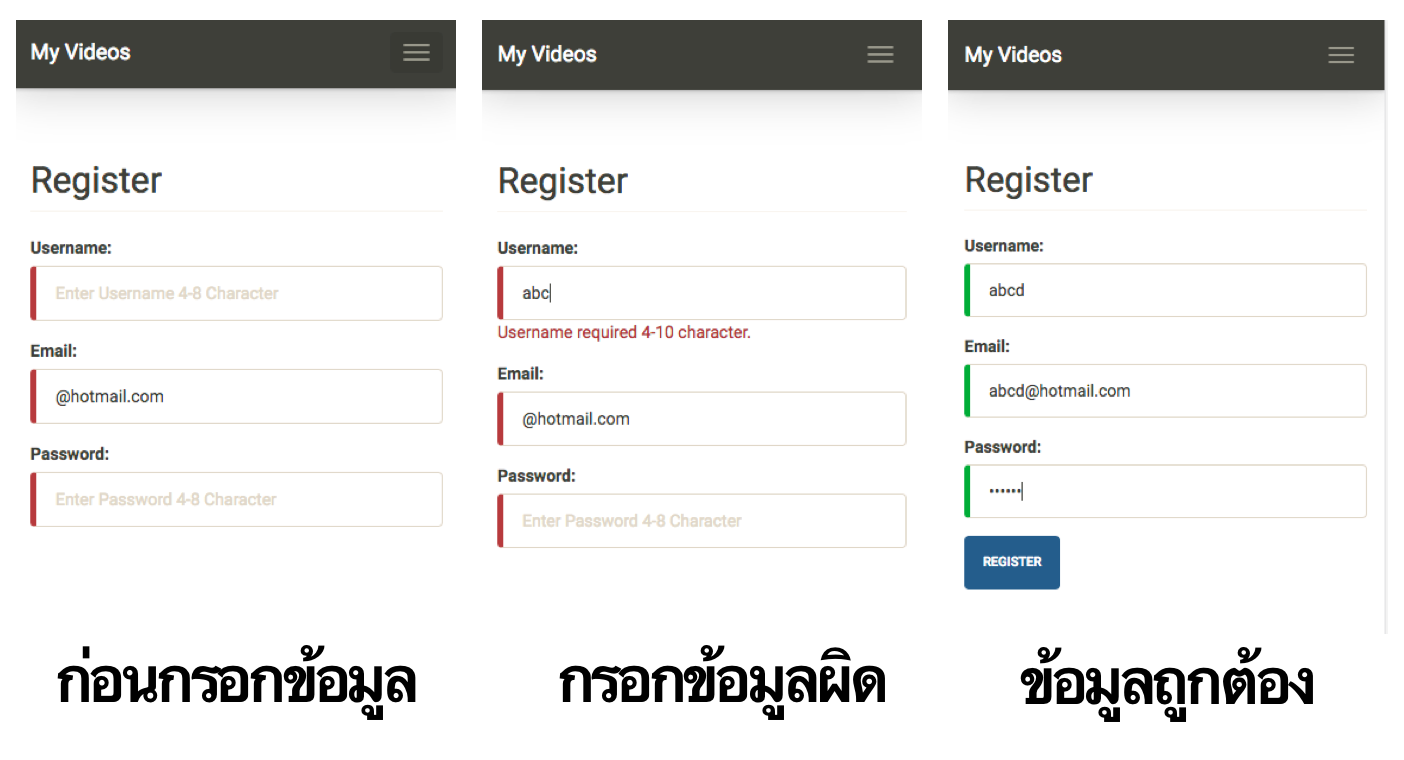 My Videos
Register
Username:
Enter Username 4-8 Character
Email:
@hotmail.com
Password:
Enter Password 4-8 Character
ก่อนกรอกข้อมูล
My Videos
Register
Username:
abc
Username required 4-10 character.
Email:
@hotmail.com
Password:
Enter Password 4-8 Character
กรอกข้อมูลผิด
My Videos
Register
Username:
abcd
Email:
abcd@hotmail.com
Password:
••••••
REGISTER
ข้อมูลถูกต้อง